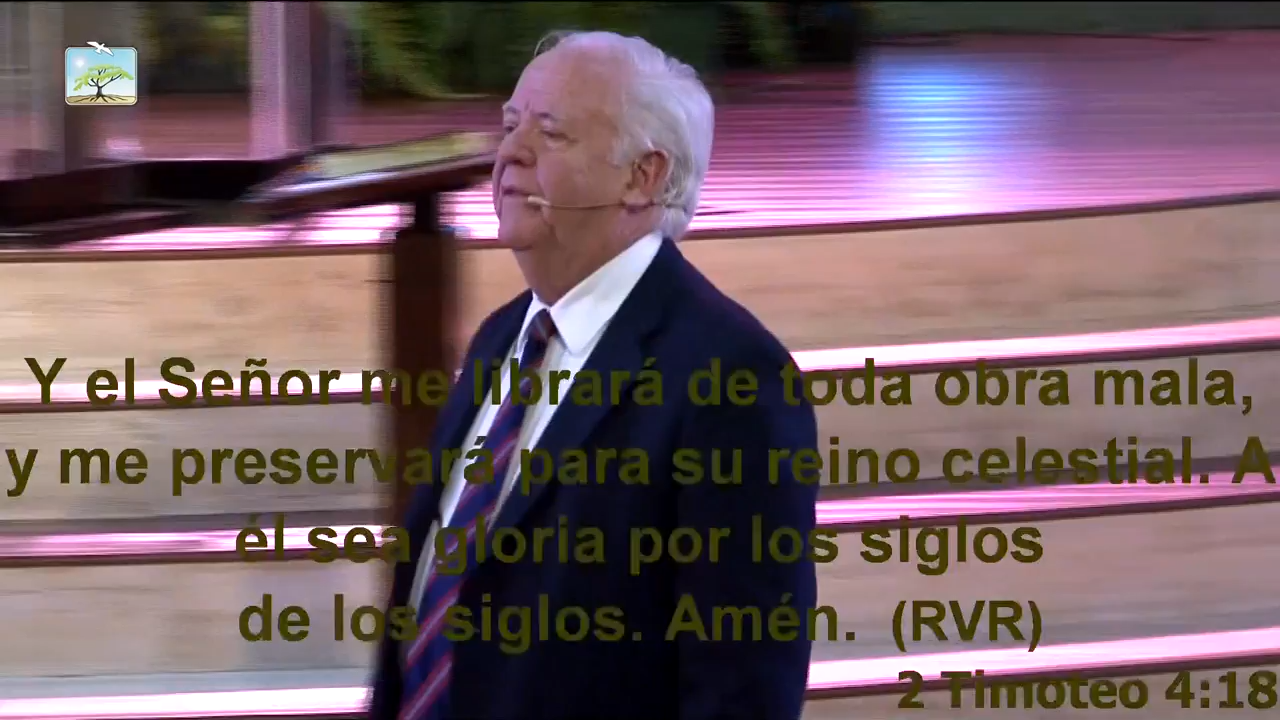 Y el Señor me librará de toda obra mala,
y me preservará para su reino celestial. A
él sea gloria por los siglos
de los siglos. Amén. (RVR)
2 Timoteo 4:18